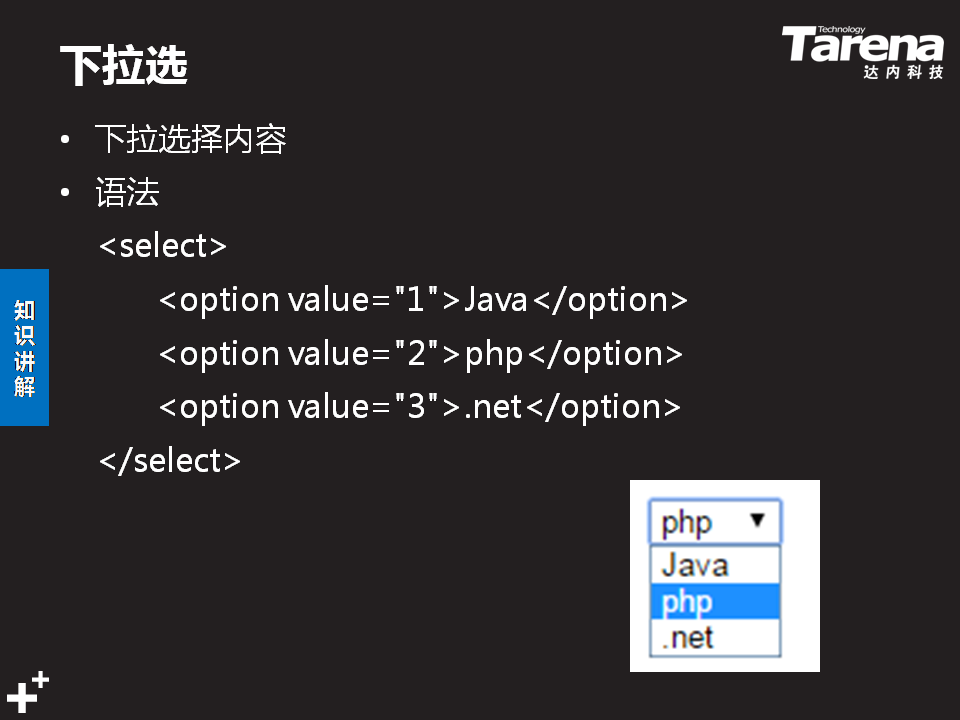 下拉选
Technology
Tarena
达内科技
• 下拉选择内容
• 语法
<select>
<option value="1">Java</option>
<option value="2">php</option>
<option value="3">.net</option>
</select>
知识讲解
php
Java
php
.net